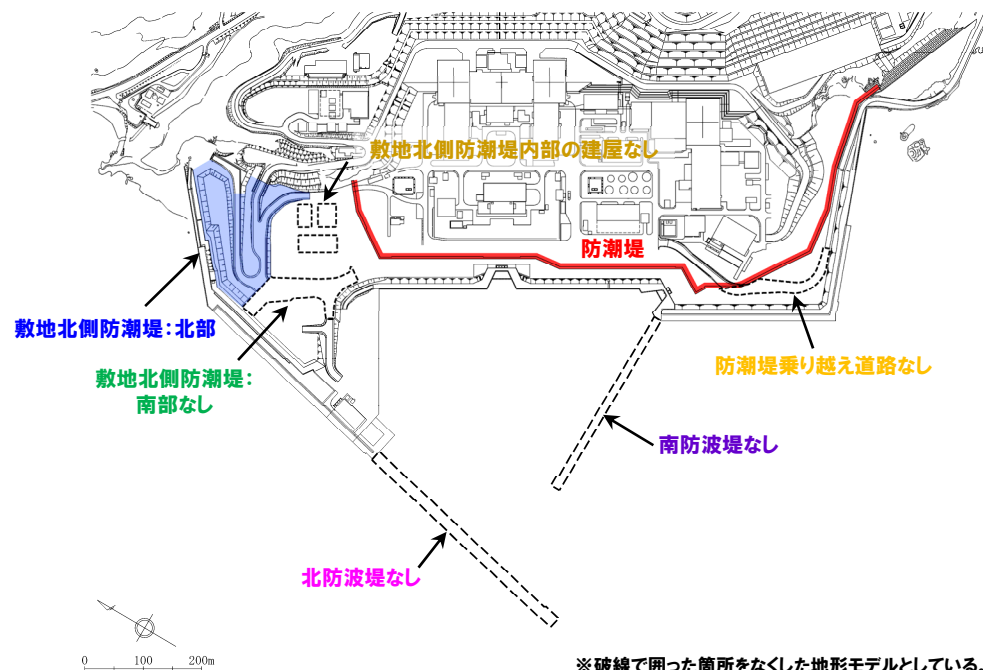 敷地北側防潮堤内部の建屋なし
防潮堤
敷地北側防潮堤：北部
敷地北側防潮堤：
南部なし
防潮堤乗り越え道路なし
南防波堤なし
北防波堤なし
0 100 200m
※破線で囲った箇所をなくした地形モデルとしている。